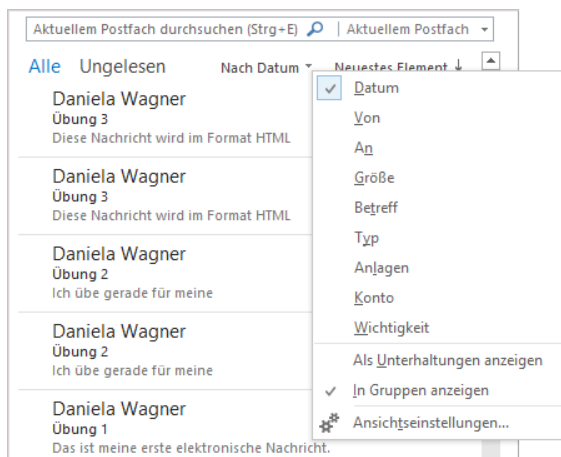 Aktuellem Postfach durchsuchen (Strg+E) Aktuellem Postfach
Alle Ungelesen Nach Datum Neuestes Element
Daniela Wagner
Übung 3
Diese Nachricht wird im Format HTML
Daniela Wagner
Übung 3
Diese Nachricht wird im Format HTML
Daniela Wagner
Übung 2
Ich übe gerade für meine
Daniela Wagner
Übung 2
Ich übe gerade für meine
Daniela Wagner
Übung 1
Das ist meine erste elektronische Nachricht.
Datum
Von
An
Größe
Betreff
Typ
Anlagen
Konto
Wichtigkeit
Als Unterhaltungen anzeigen
In Gruppen anzeigen
Ansichtseinstellungen...